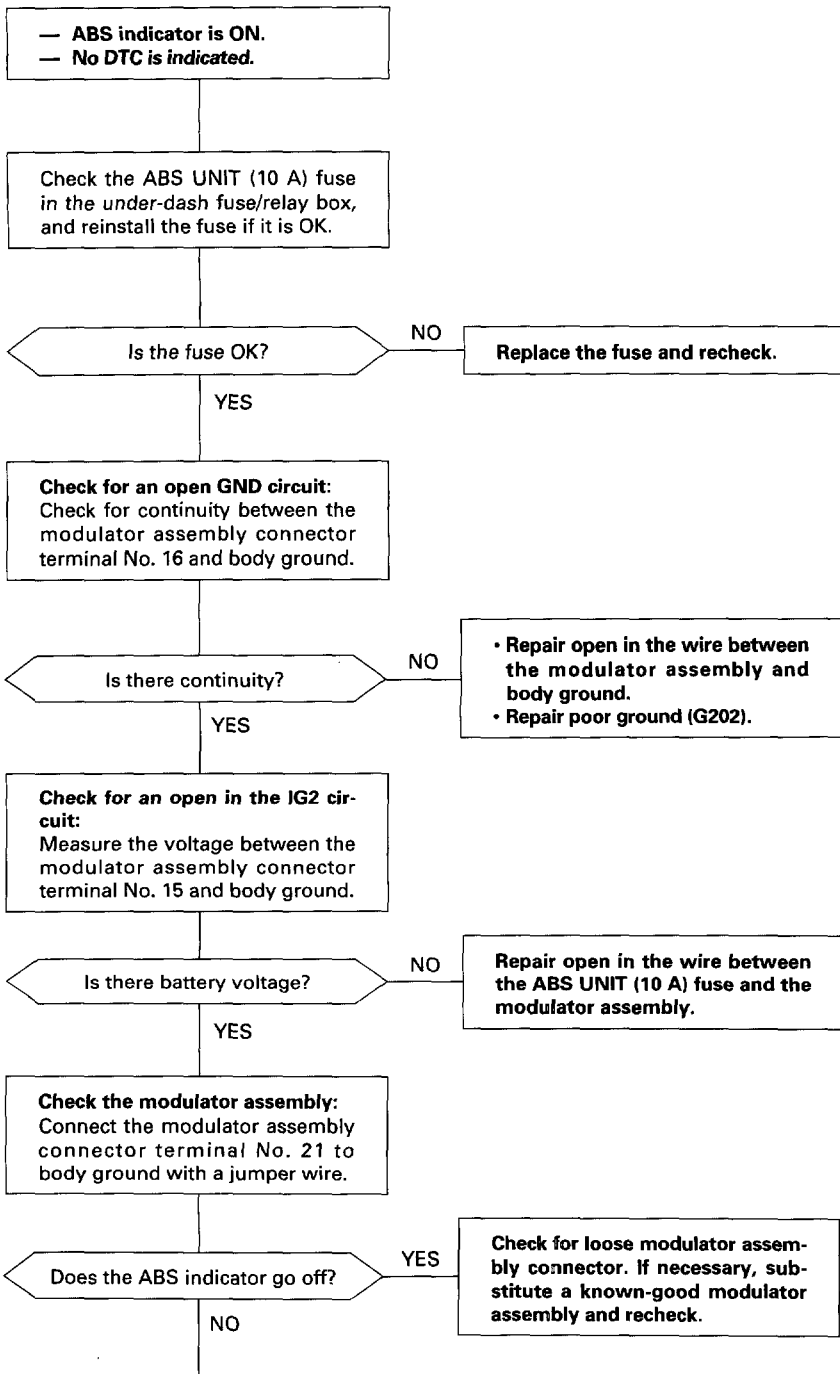 — ABS indicator is ON.
— No DTC is indicated.
Check the ABS UNIT (10 A) fuse
in the under-dash fuse/relay box,
and reinstall the fuse if it is OK.
Is the fuse OK?
NO
Replace the fuse and recheck.
YES
Check for an open GND circuit:
Check for continuity between the
modulator assembly connector
terminal No. 16 and body ground.
Is there continuity?
NO
• Repair open in the wire between
the modulator assembly and
body ground.
• Repair poor ground (G202).
YES
Check for an open in the IG2 cir-
cuit:
Measure the voltage between the
modulator assembly connector
terminal No. 15 and body ground.
Is there battery voltage?
NO
Repair open in the wire between
the ABS UNIT (10 A) fuse and the
modulator assembly.
YES
Check the modulator assembly:
Connect the modulator assembly
connector terminal No. 21 to
body ground with a jumper wire.
Does the ABS indicator go off?
YES
Check for loose modulator assem-
bly connector. If necessary, sub-
stitute a known-good modulator
assembly and recheck.
NO